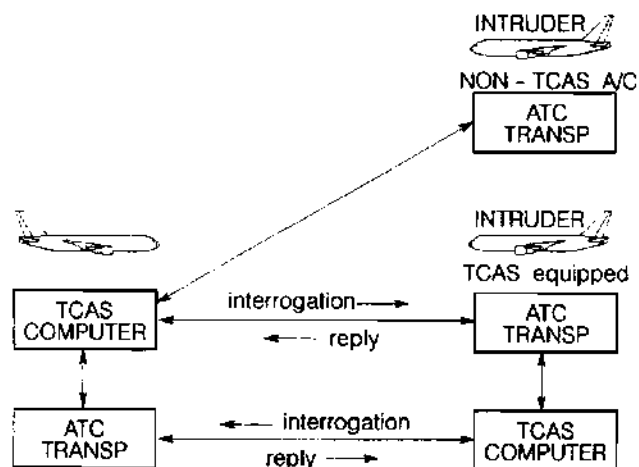 INTRUDER
NON - TCAS A/C
ATC
TRANSP
INTRUDER
TCAS equipped
TCAS
COMPUTER
interrogation
reply
ATC
TRANSP
ATC
TRANSP
interrogation
reply
TCAS
COMPUTER